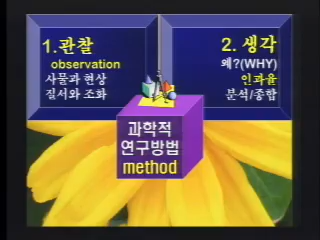 1.관찰
observation
사물과 현상
질서와 조화
2. 생각
왜?(WHY)
인과율
분석/종합
과학적
연구방법
method